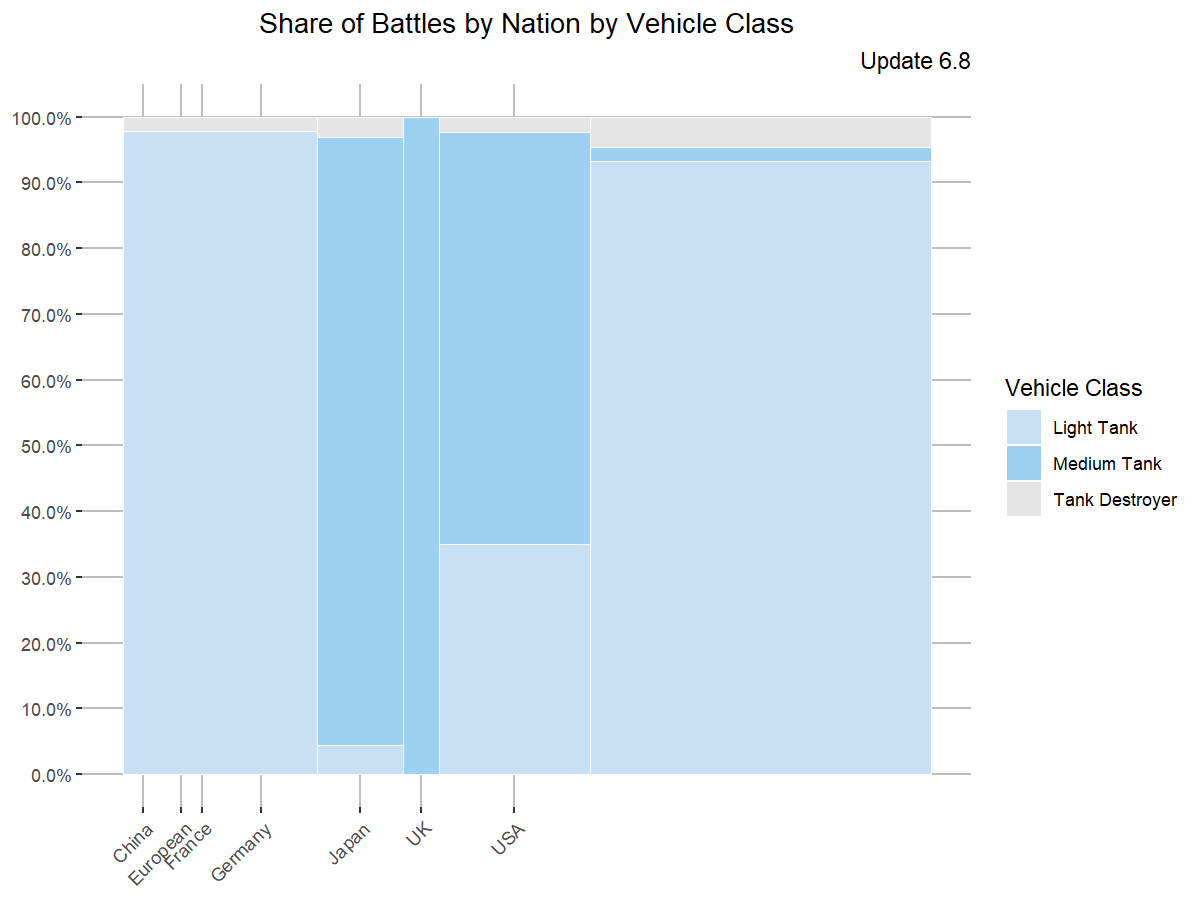 Share of Battles by Nation by Vehicle Class
Update 6.8
100.0%
90.0%
80.0%
70.0%
60.0%
50.0%
40.0%
30.0%
20.0%
10.0%
0.0%
China
European
France
Germany
Japan
UK
USA
Vehicle Class
Light Tank
Medium Tank
Tank Destroyer